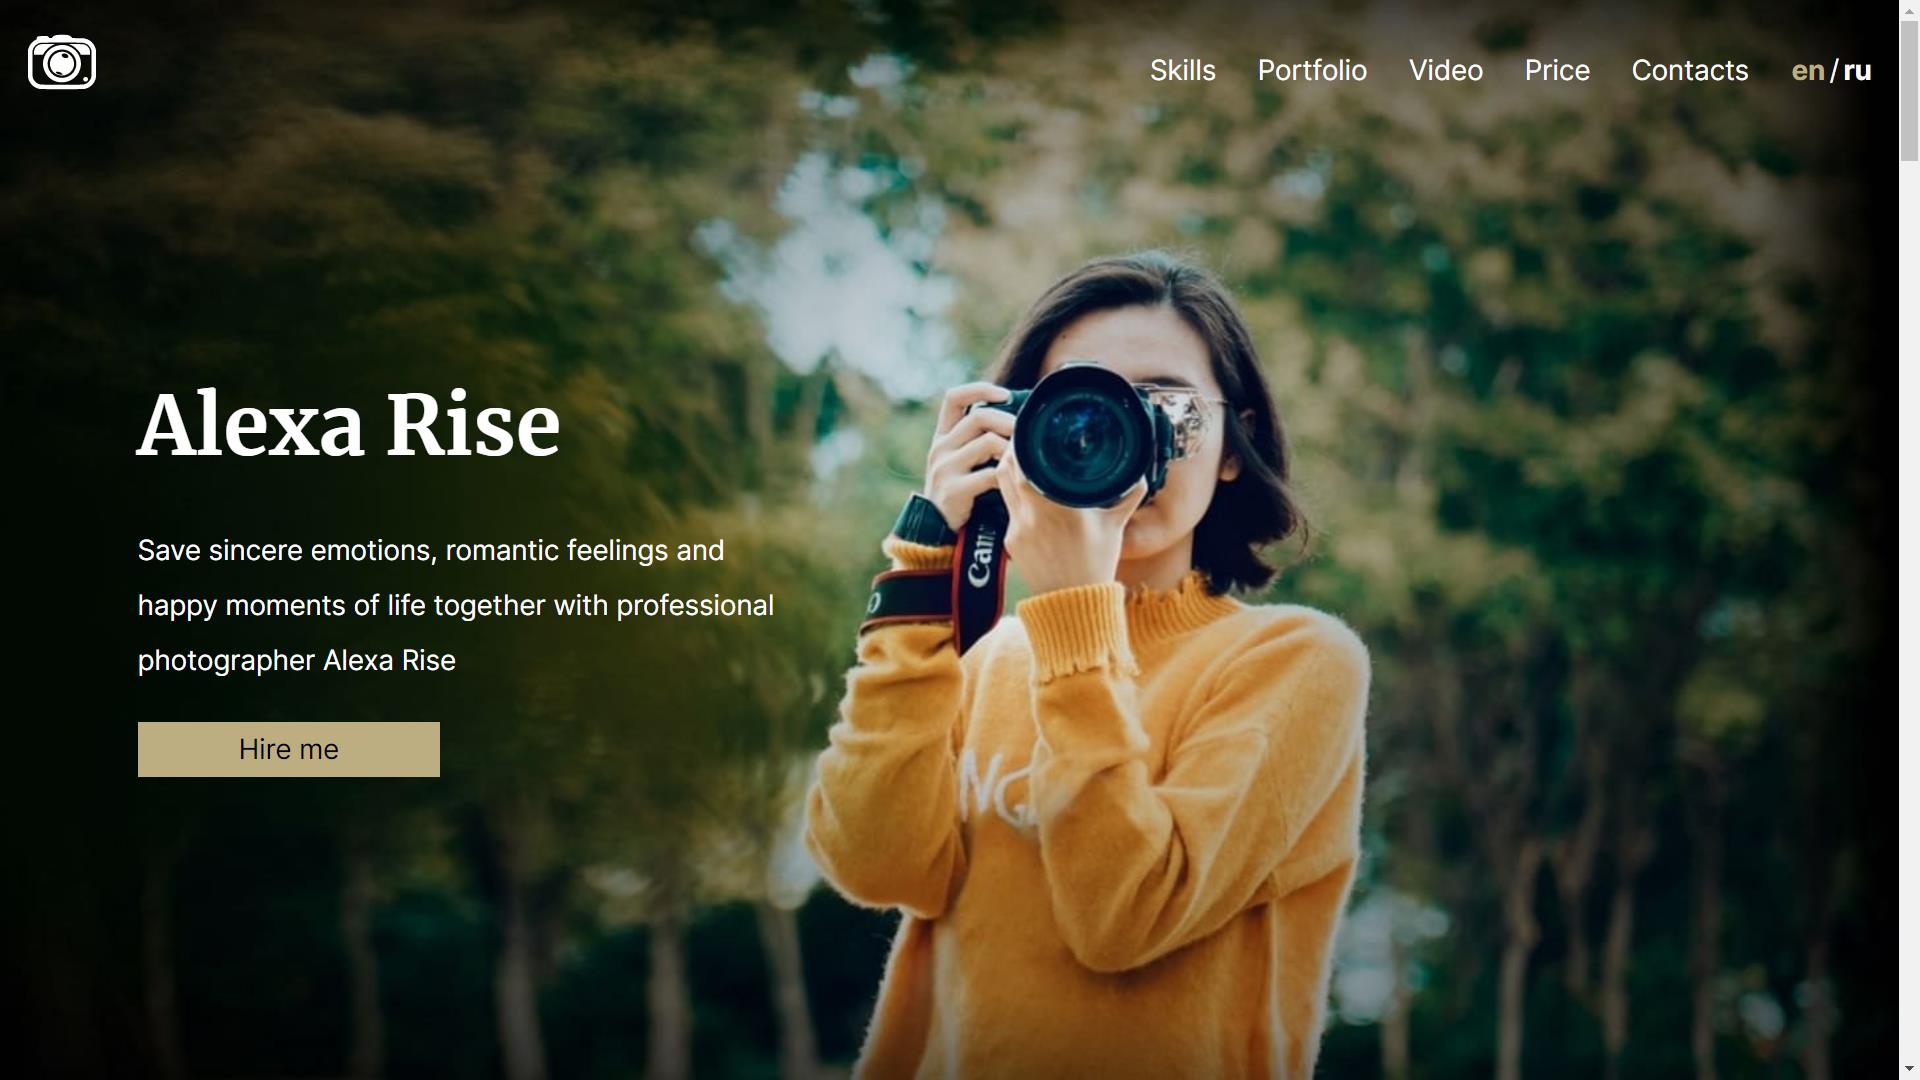 Skills Portfolio Video Price Contacts en/ru
Alexa Rise
Save sincere emotions, romantic feelings and
happy moments of life together with professional
photographer Alexa Rise
Hire me
Can
NG